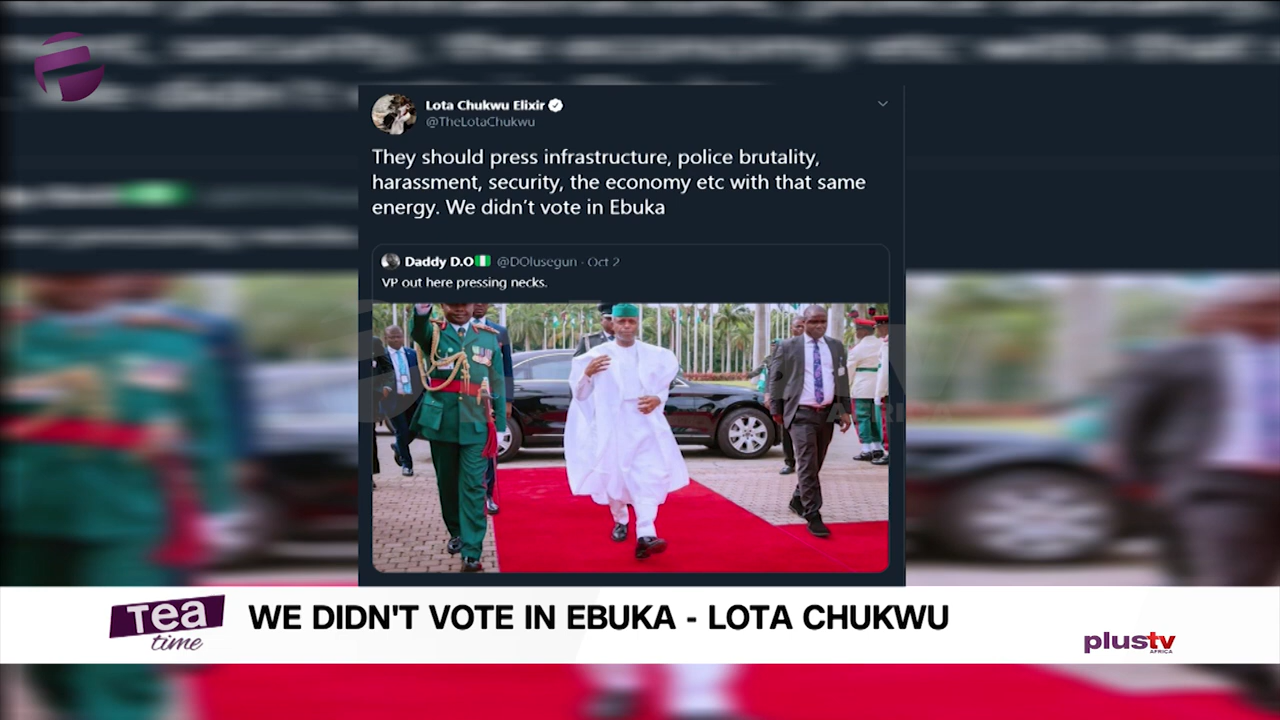 Lota Chukwu Elixir
@TheLotaChukwu
They should press infrastructure, police brutality,
harassment, security, the economy etc with that same
energy. We didn't vote in Ebuka
Daddy D.O @DOlusegun · Oct 2
VP out here pressing necks.
Tea
time
WE DIDN'T VOTE IN EBUKA - LOTA CHUKWU
plustv
AFRICA